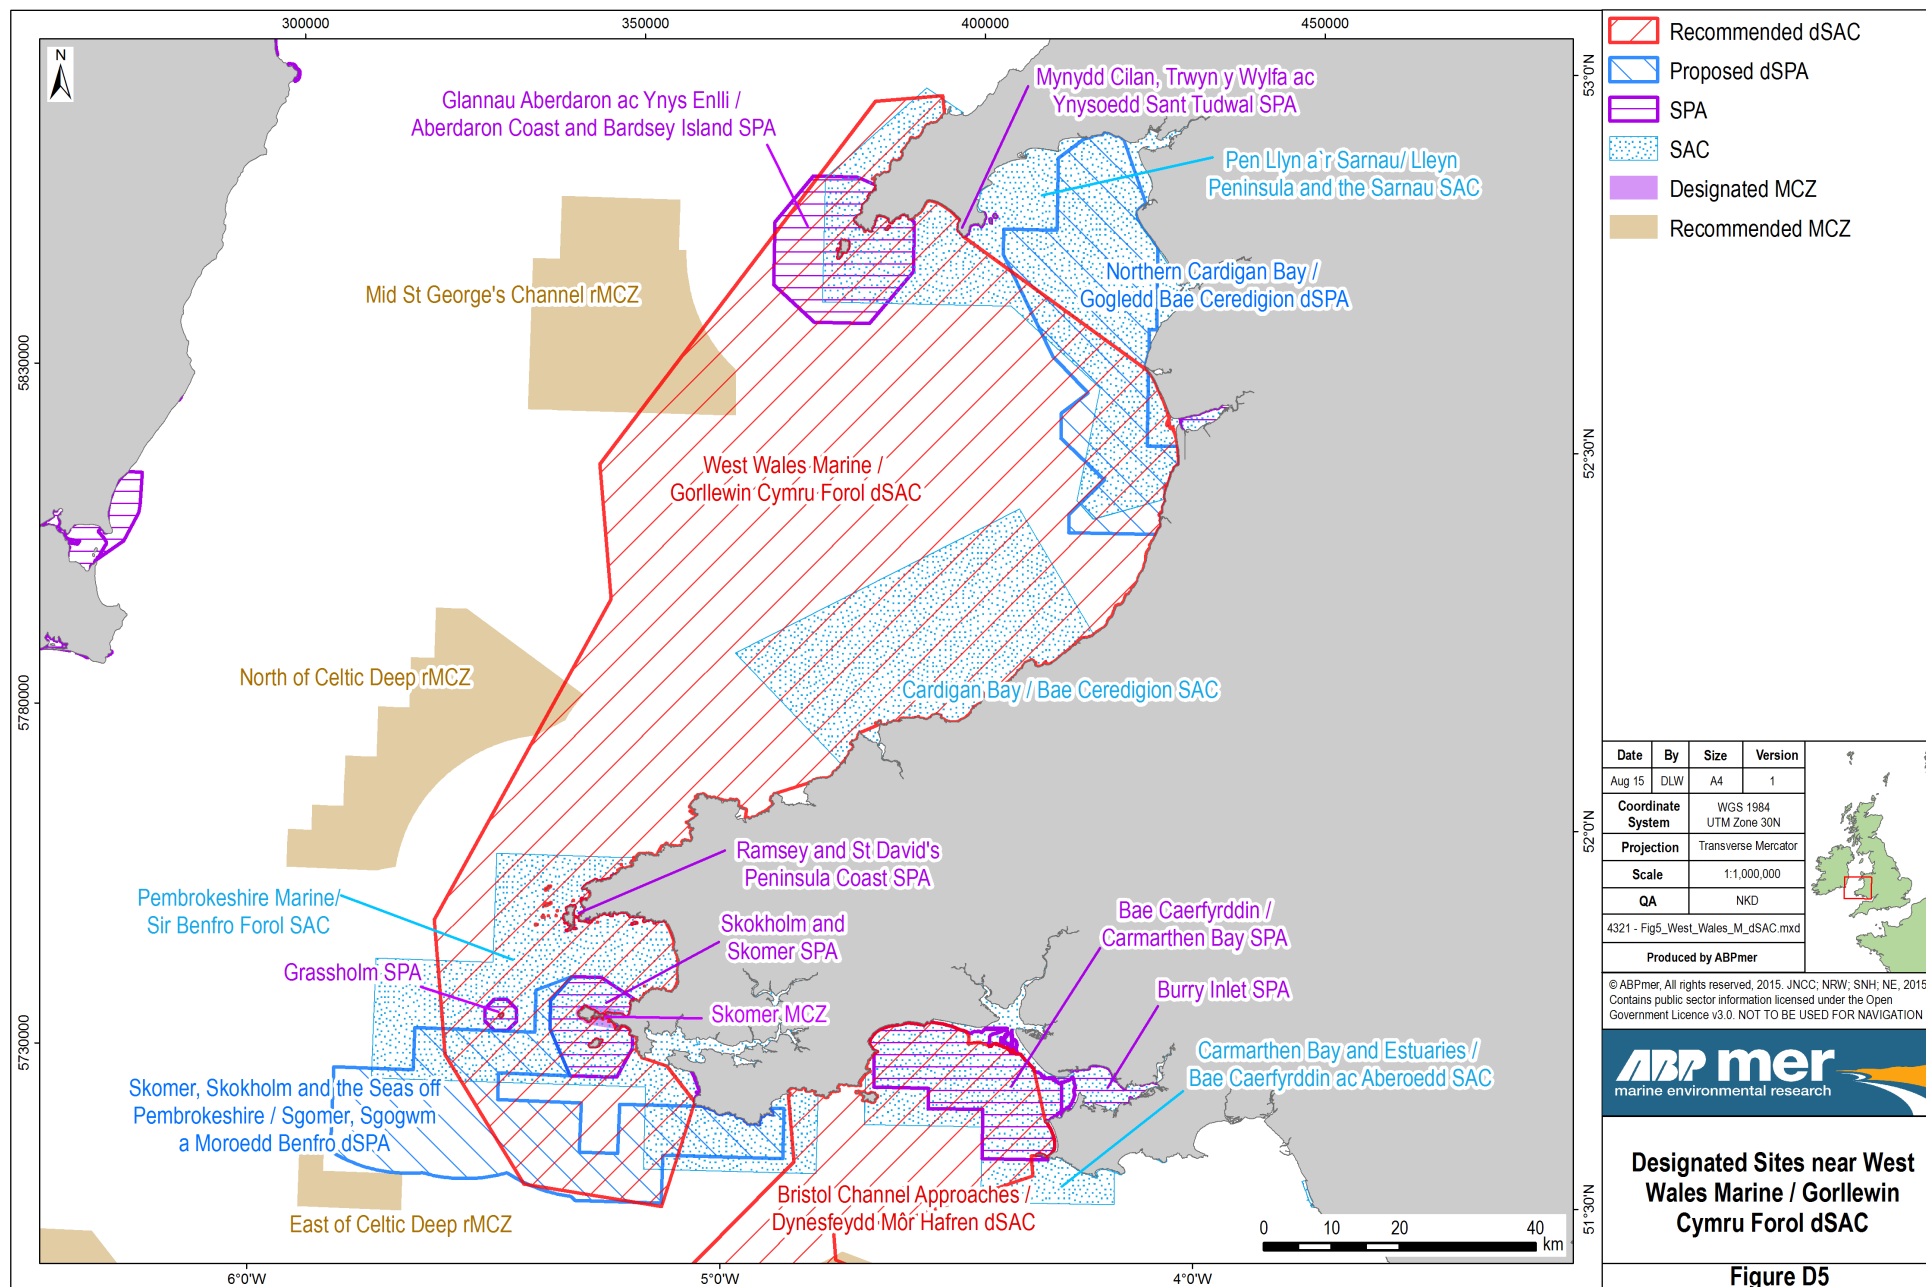 300000
350000
400000
450000
N
Glannau Aberdaron ac Ynys Enlli /
Aberdaron Coast and Bardsey Island SPA
Mynydd Cilan, Trwyn y Wylfa ac
Ynysoedd Sant Tudwal SPA
Pen Llyn a`r Sarnau/ Lleyn
Peninsula and the Sarnau SAC
Mid St George's Channel rMCZ
Northern Cardigan Bay /
Gogledd Bae Ceredigion dSPA
West Wales Marine /
Gorllewin Cymru Forol dSAC
North of Celtic Deep rMCZ
Cardigan Bay / Bae Ceredigion SAC
Ramsey and St David's
Peninsula Coast SPA
Pembrokeshire Marine/
Sir Benfro Forol SAC
Skokholm and
Skomer SPA
Grassholm SPA
Skomer MCZ
Bae Caerfyrddin /
Carmarthen Bay SPA
Burry Inlet SPA
Carmarthen Bay and Estuaries /
Bae Caerfyrddin ac Aberoedd SAC
Skomer, Skokholm and the Seas off
Pembrokeshire / Sgomer, Sgogwm
a Moroedd Benfro dSPA
East of Celtic Deep rMCZ
Bristol Channel Approaches /
Dynesfeydd Môr Hafren dSAC
0 10 20 40
km
5830000
5780000
5730000
53°0'N
52°30'N
52°0'N
51°30'N
6°0'W
5°0'W
4°0'W
Recommended dSAC
Proposed dSPA
SPA
SAC
Designated MCZ
Recommended MCZ
Date By Size Version
Aug 15 DLW A4 1
Coordinate System WGS 1984 UTM Zone 30N
Projection Transverse Mercator
Scale 1:1,000,000
QA NKD
4321 - Fig5_West_Wales_M_dSAC.mxd
Produced by ABPmer
© ABPmer, All rights reserved, 2015. JNCC; NRW; SNH; NE, 2015
Contains public sector information licensed under the Open
Government Licence v3.0. NOT TO BE USED FOR NAVIGATION
ABPmer
marine environmental research
Designated Sites near West
Wales Marine / Gorllewin
Cymru Forol dSAC
Figure D5